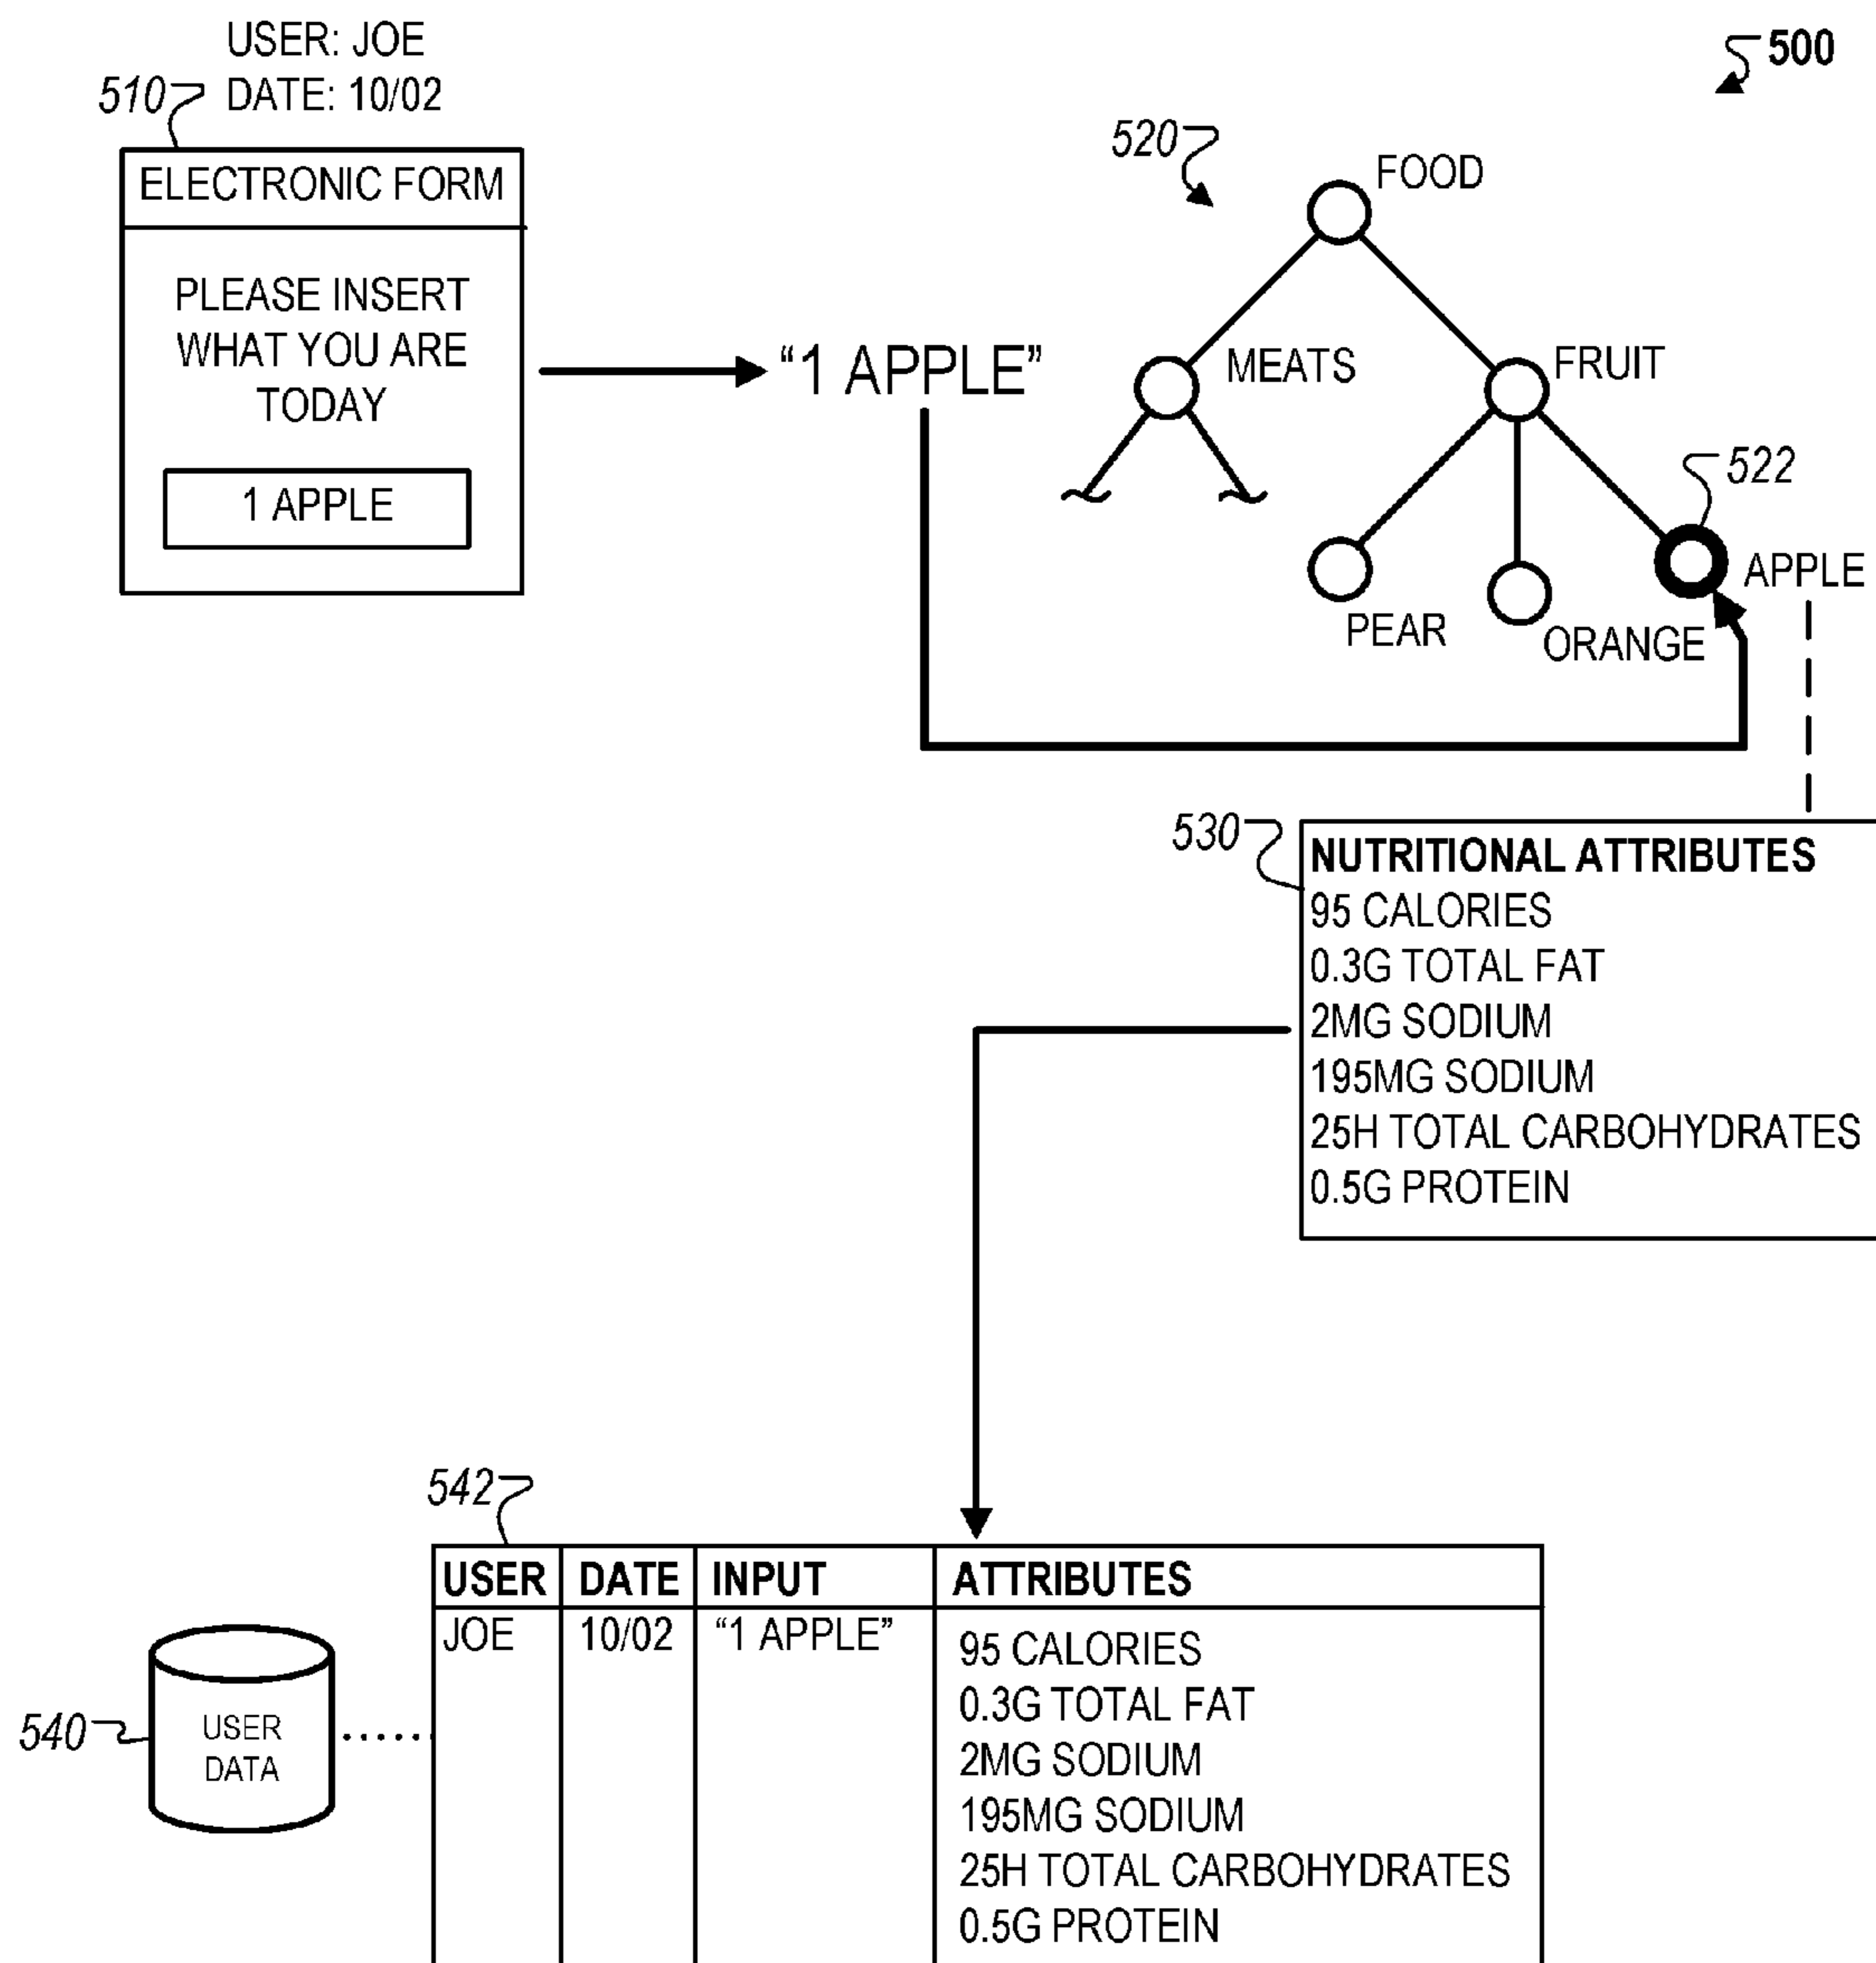 USER: JOE
DATE: 10/02
510
ELECTRONIC FORM
PLEASE INSERT
WHAT YOU ARE
TODAY
1 APPLE
“1 APPLE”
500
520
FOOD
MEATS
FRUIT
522
PEAR
ORANGE
APPLE
530
NUTRITIONAL ATTRIBUTES
95 CALORIES
0.3G TOTAL FAT
2MG SODIUM
195MG SODIUM
25H TOTAL CARBOHYDRATES
0.5G PROTEIN
540
USER
DATA
542
USER DATE INPUT ATTRIBUTES
JOE 10/02 “1 APPLE”
95 CALORIES
0.3G TOTAL FAT
2MG SODIUM
195MG SODIUM
25H TOTAL CARBOHYDRATES
0.5G PROTEIN